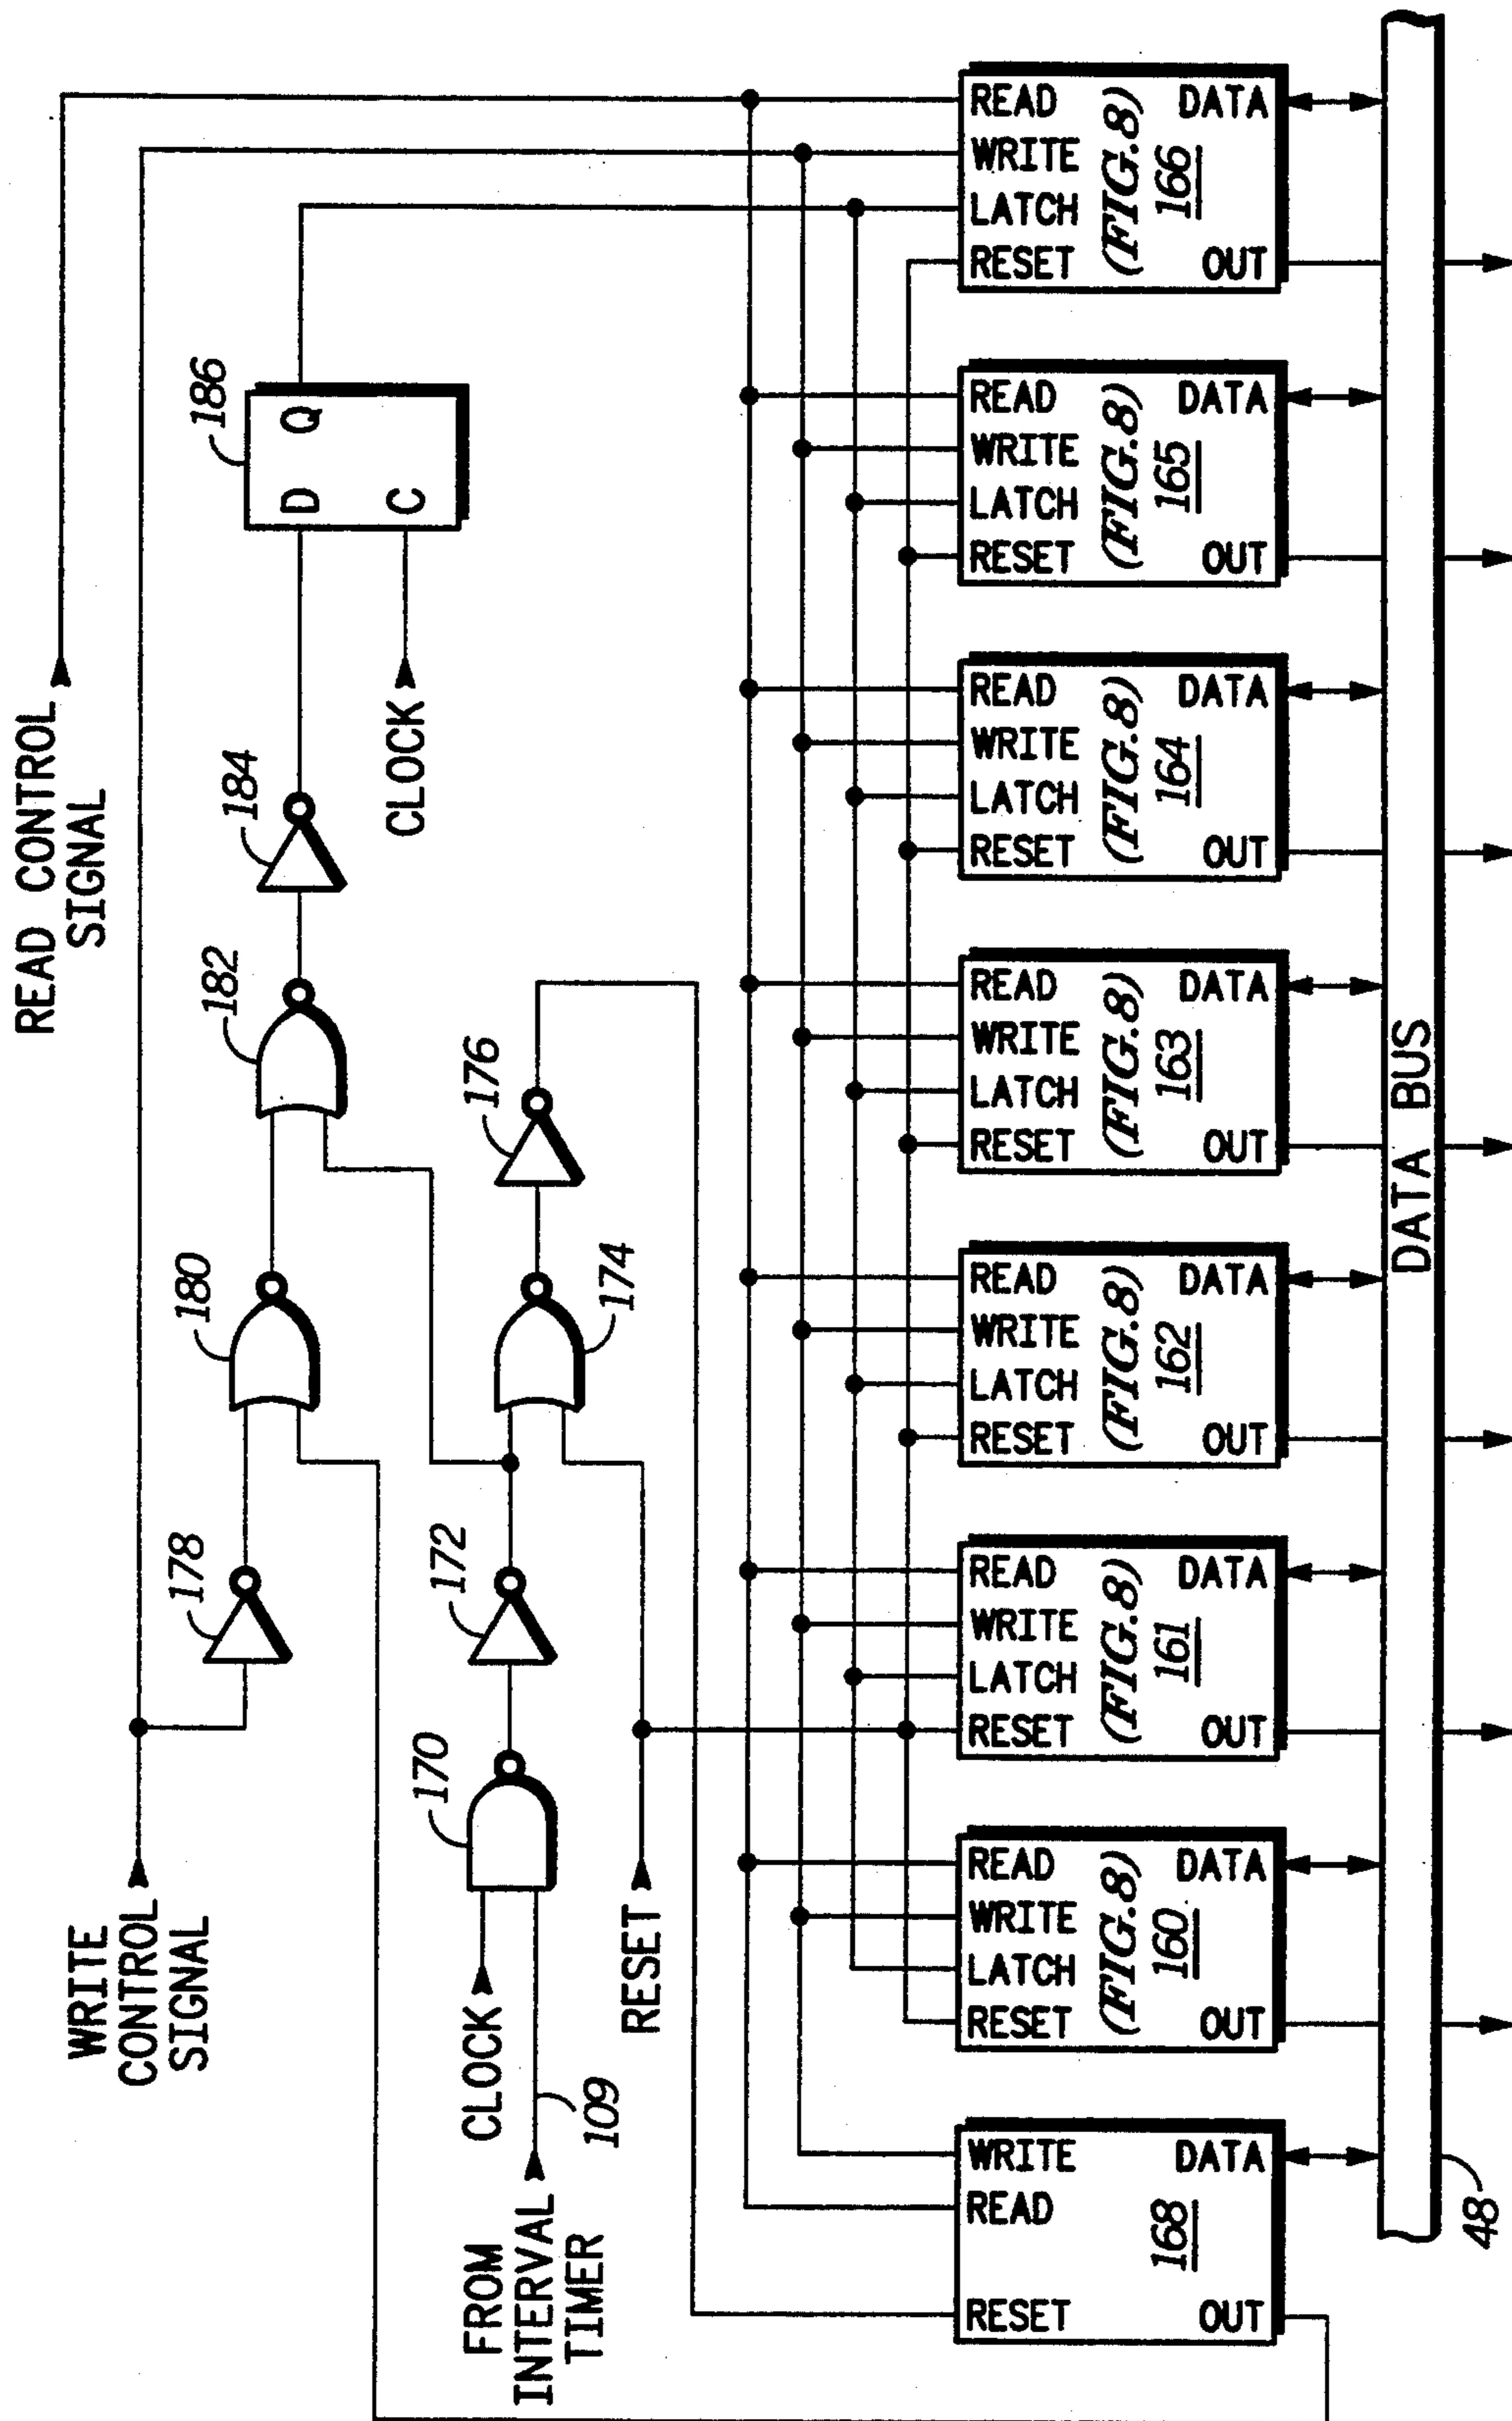 READ CONTROL
SIGNAL
WRITE
CONTROL
SIGNAL
178
180
182
184
186
D Q
C
CLOCK
CLOCK
FROM
INTERVAL
TIMER
109
170
172
174
176
RESET
WRITE
READ
RESET
168
DATA
OUT
READ
WRITE
LATCH
RESET
(FIG.8)
160
DATA
OUT
READ
WRITE
LATCH
RESET
(FIG.8)
161
DATA
OUT
READ
WRITE
LATCH
RESET
(FIG.8)
162
DATA
OUT
READ
WRITE
LATCH
RESET
(FIG.8)
163
DATA
OUT
READ
WRITE
LATCH
RESET
(FIG.8)
164
DATA
OUT
READ
WRITE
LATCH
RESET
(FIG.8)
165
DATA
OUT
READ
WRITE
LATCH
RESET
(FIG.8)
166
DATA
OUT
DATA BUS
48